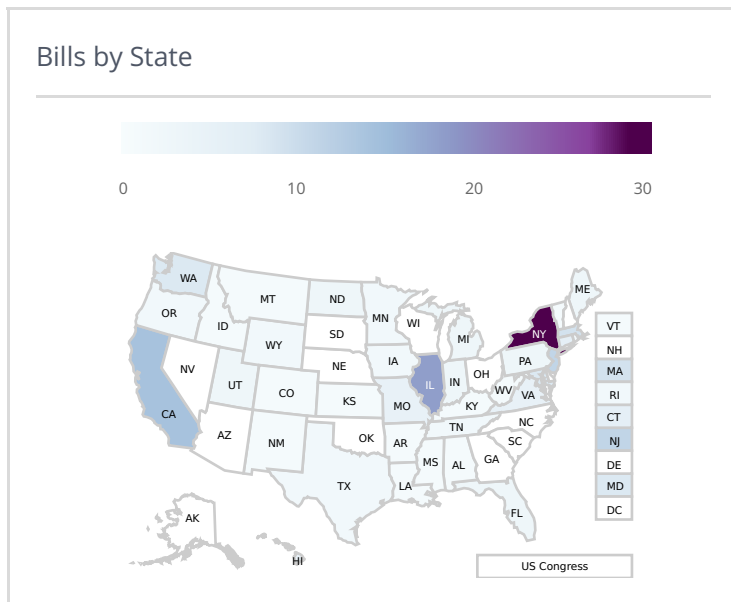 Bills by State
0 10 20 30
WA
MT
ND
ME
OR
MN
ID
WI
VT
SD
NY
WY
MI
NH
IA
PA
NE
NV
MA
UT
IL
IN
OH
CO
WV
RI
KS
MO
KY
VA
CA
CT
NC
TN
AZ
OK
NM
AR
SC
NJ
MS
AL
GA
DE
TX
LA
MD
FL
DC
AK
HI
US Congress